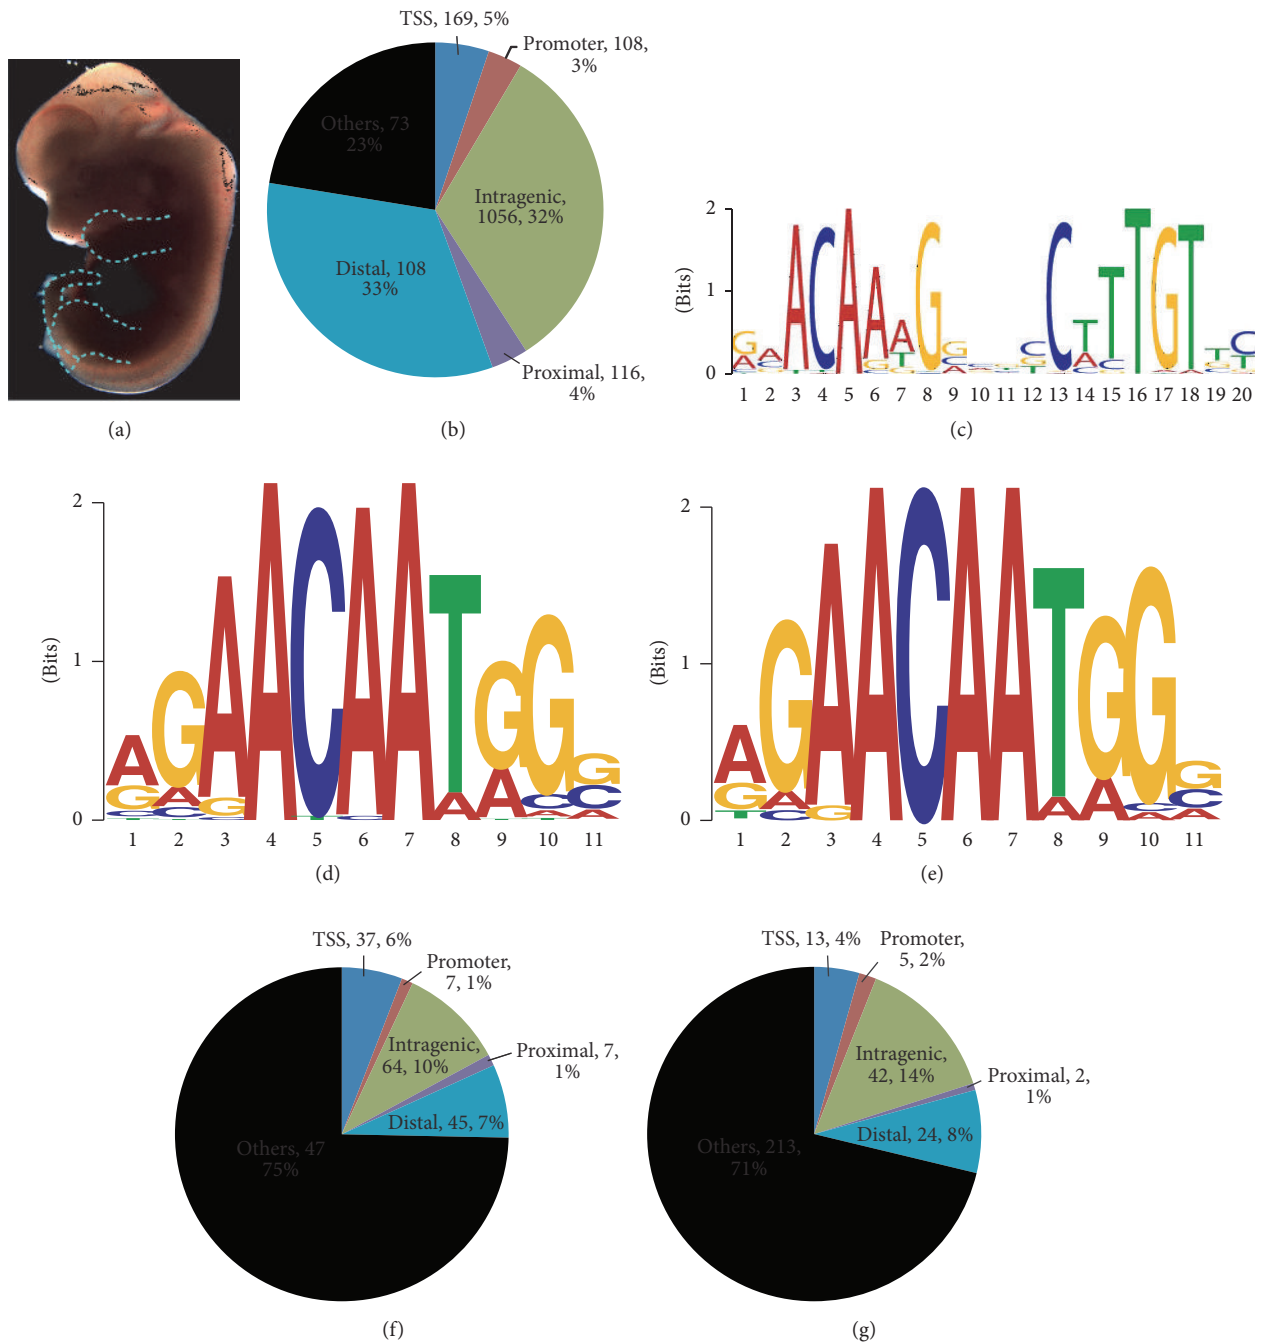 TSS, 169, 5%
Promoter, 108,
3%
Others, 73
23%
Intragenic,
1056, 32%
Distal, 108
33%
Proximal, 116,
4%
(a)
(b)
2
1
0
(Bits)
1 2 3 4 5 6 7 8 9 10 11 12 13 14 15 16 17 18 19 20
ACAAAG
CTTTGT
(c)
2
1
0
(Bits)
AGAACAATGGG
1 2 3 4 5 6 7 8 9 10 11
(d)
2
1
0
(Bits)
AGAACAATGGG
1 2 3 4 5 6 7 8 9 10 11
(e)
TSS, 37, 6%
Promoter,
7, 1%
Intragenic,
64, 10%
Proximal, 7,
1%
Distal, 45, 7%
Others, 47
75%
(f)
TSS, 13, 4%
Promoter,
5, 2%
Intragenic,
42, 14%
Proximal, 2,
1%
Distal, 24, 8%
Others, 213,
71%
(g)